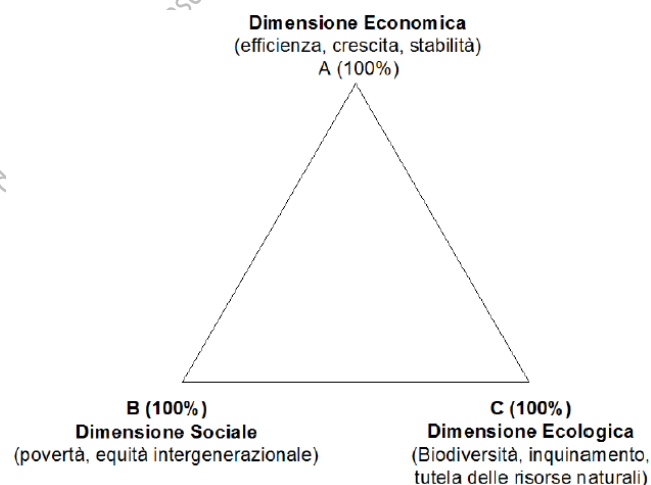 Dimensione Economica
(efficienza, crescita, stabilità)
A (100%)
B (100%)
Dimensione Sociale
(povertà, equità intergenerazionale)
C (100%)
Dimensione Ecologica
(Biodiversità, inquinamento,
tutela delle risorse naturali)